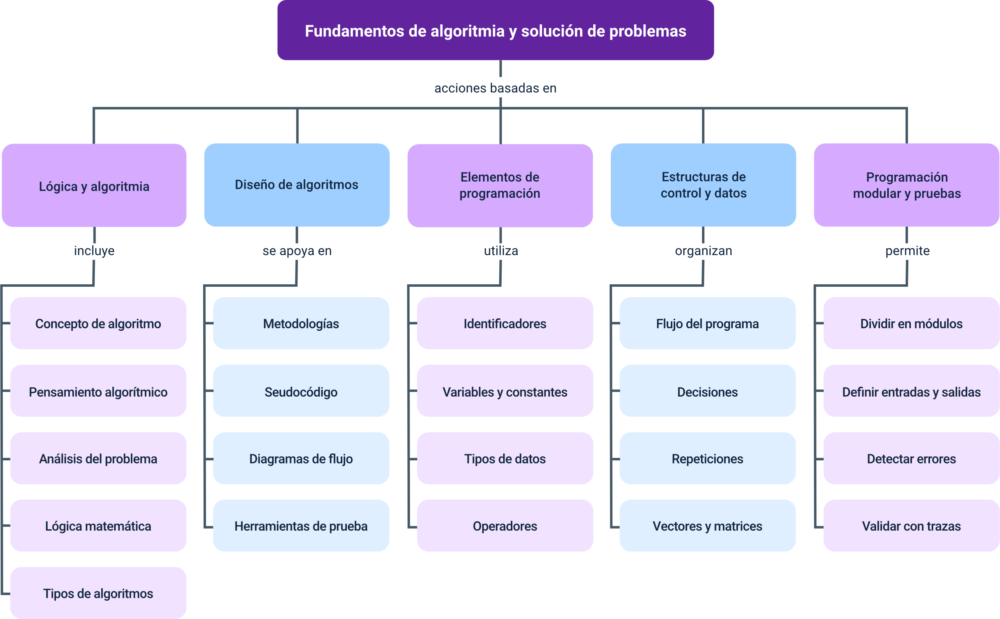 Fundamentos de algoritmia y solución de problemas
acciones basadas en
Lógica y algoritmia
incluye
Concepto de algoritmo
Pensamiento algorítmico
Análisis del problema
Lógica matemática
Tipos de algoritmos
Diseño de algoritmos
se apoya en
Metodologías
Seudocódigo
Diagramas de flujo
Herramientas de prueba
Elementos de
programación
utiliza
Identificadores
Variables y constantes
Tipos de datos
Operadores
Estructuras de
control y datos
organizan
Flujo del programa
Decisiones
Repeticiones
Vectores y matrices
Programación
modular y pruebas
permite
Dividir en módulos
Definir entradas y salidas
Detectar errores
Validar con trazas